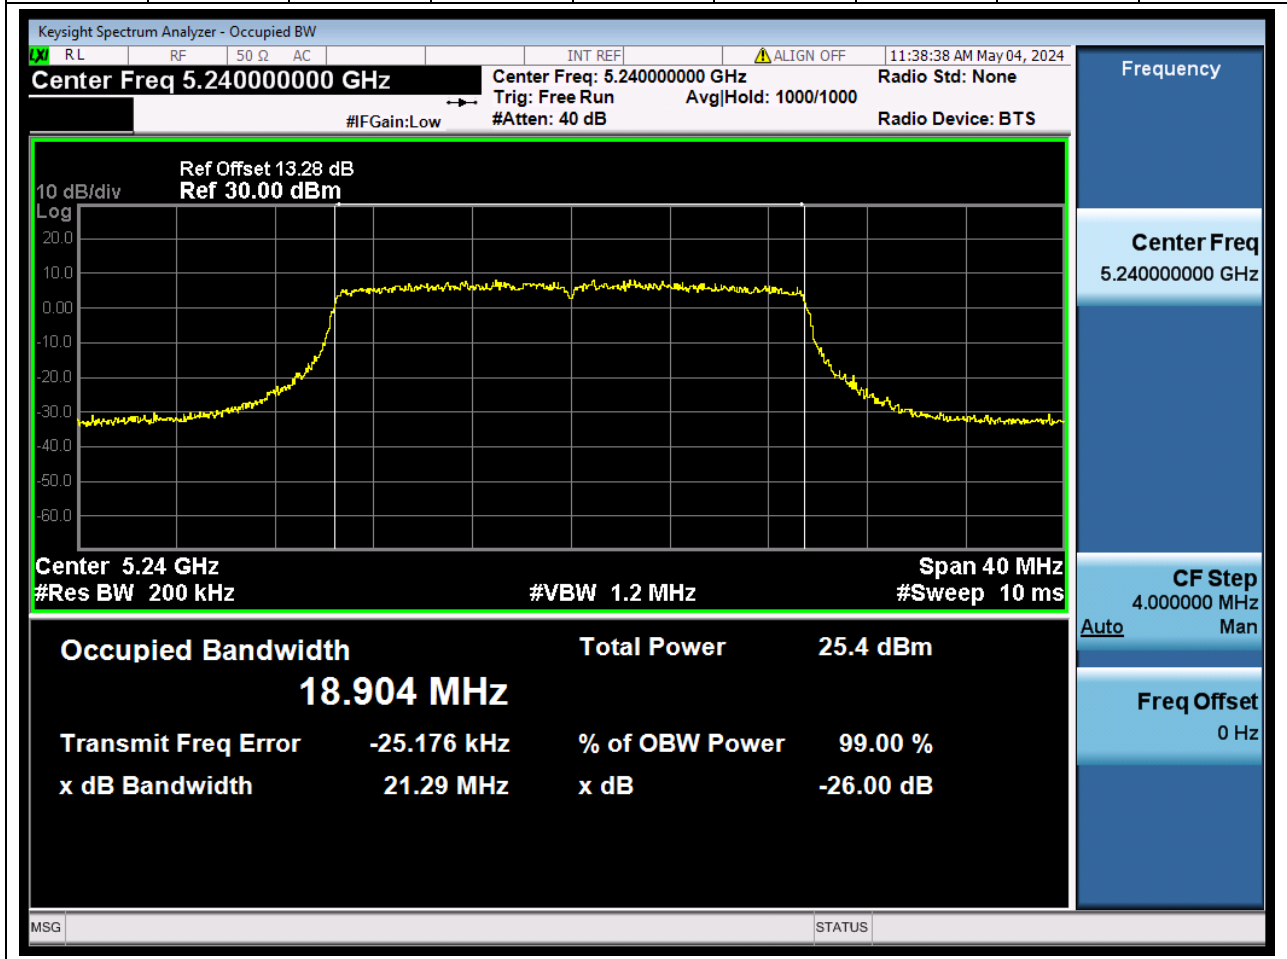 Keysight Spectrum Analyzer - Occupied BW
LXI RL RF 50 Ω AC INT REF ALIGN OFF 11:38:38 AM May 04, 2024
Center Freq 5.240000000 GHz Center Freq: 5.240000000 GHz Radio Std: None
Trig: Free Run Avg|Hold: 1000/1000
#IFGain:Low #Atten: 40 dB Radio Device: BTS
Ref Offset 13.28 dB
10 dB/div Ref 30.00 dBm
Log
20.0
10.0
0.00
-10.0
-20.0
-30.0
-40.0
-50.0
-60.0
Center 5.24 GHz Span 40 MHz
#Res BW 200 kHz #VBW 1.2 MHz #Sweep 10 ms
Occupied Bandwidth Total Power 25.4 dBm
18.904 MHz
Transmit Freq Error -25.176 kHz % of OBW Power 99.00 %
x dB Bandwidth 21.29 MHz x dB -26.00 dB
Frequency
Center Freq
5.240000000 GHz
CF Step
4.000000 MHz
Auto Man
Freq Offset
0 Hz
MSG STATUS